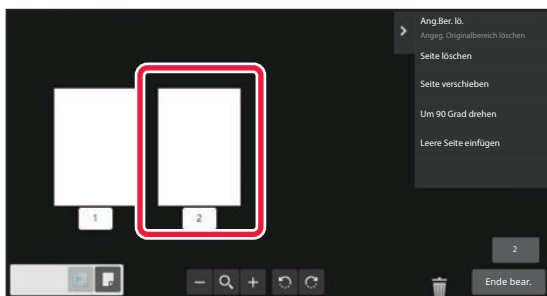 Ang.Ber. lö.
Angeg. Originalbereich löschen
Seite löschen
Seite verschieben
Um 90 Grad drehen
Leere Seite einfügen
1
2
2
Ende bear.